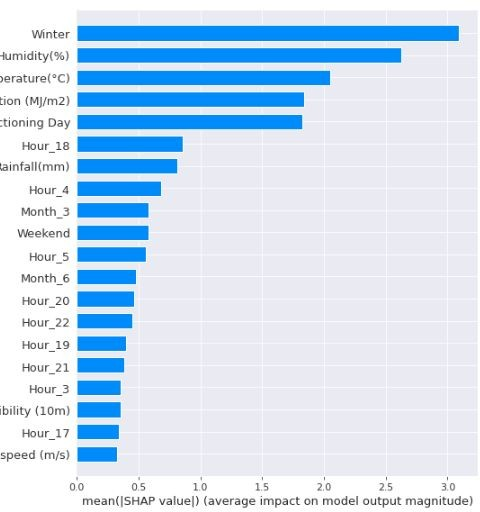 Winter
Humidity(%)
perature(°C)
tion (MJ/m2)
ctioning Day
Hour_18
Rainfall(mm)
Hour_4
Month_3
Weekend
Hour_5
Month_6
Hour_20
Hour_22
Hour_19
Hour_21
Hour_3
ibility (10m)
Hour_17
speed (m/s)
0.0 0.5 1.0 1.5 2.0 2.5 3.0
mean(|SHAP value|) (average impact on model output magnitude)